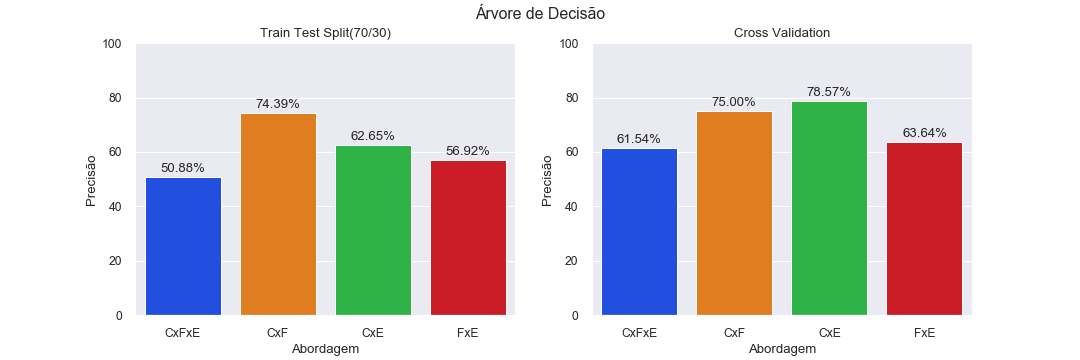 Árvore de Decisão
Train Test Split(70/30)
100
80
60
40
20
0
Precisão
50.88%
74.39%
62.65%
56.92%
CxFxE
CxF
CxE
FxE
Abordagem
Cross Validation
100
80
60
40
20
0
Precisão
61.54%
75.00%
78.57%
63.64%
CxFxE
CxF
CxE
FxE
Abordagem